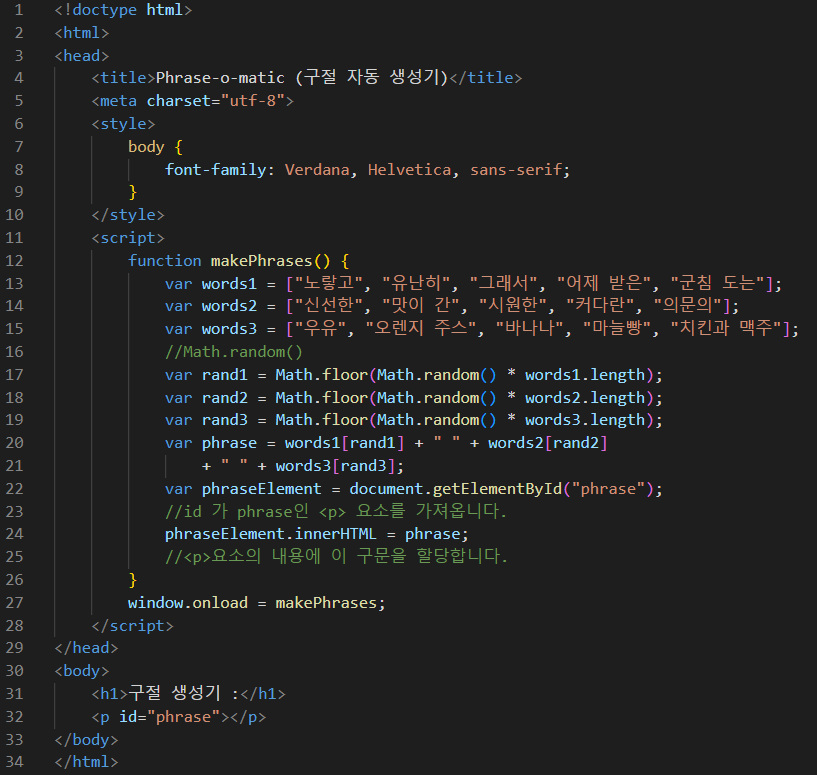 1 <!doctype html>
2 <html>
3 <head>
4 <title>Phrase-o-matic (구절 자동 생성기)</title>
5 <meta charset="utf-8">
6 <style>
7 body {
8 font-family: Verdana, Helvetica, sans-serif;
9 }
10 </style>
11 <script>
12 function makePhrases() {
13 var words1 = ["노랗고", "유난히", "그래서", "어제 받은", "군침 도는"];
14 var words2 = ["신선한", "맛이 간", "시원한", "커다란", "의문의"];
15 var words3 = ["우유", "오렌지 주스", "바나나", "마늘빵", "치킨과 맥주"];
16 //Math.random()
17 var rand1 = Math.floor(Math.random() * words1.length);
18 var rand2 = Math.floor(Math.random() * words2.length);
19 var rand3 = Math.floor(Math.random() * words3.length);
20 var phrase = words1[rand1] + " " + words2[rand2]
21 + " " + words3[rand3];
22 var phraseElement = document.getElementById("phrase");
23 //id 가 phrase인 <p> 요소를 가져옵니다.
24 phraseElement.innerHTML = phrase;
25 //<p>요소의 내용에 이 구문을 할당합니다.
26 }
27 window.onload = makePhrases;
28 </script>
29 </head>
30 <body>
31 <h1>구절 생성기 :</h1>
32 <p id="phrase"></p>
33 </body>
34 </html>